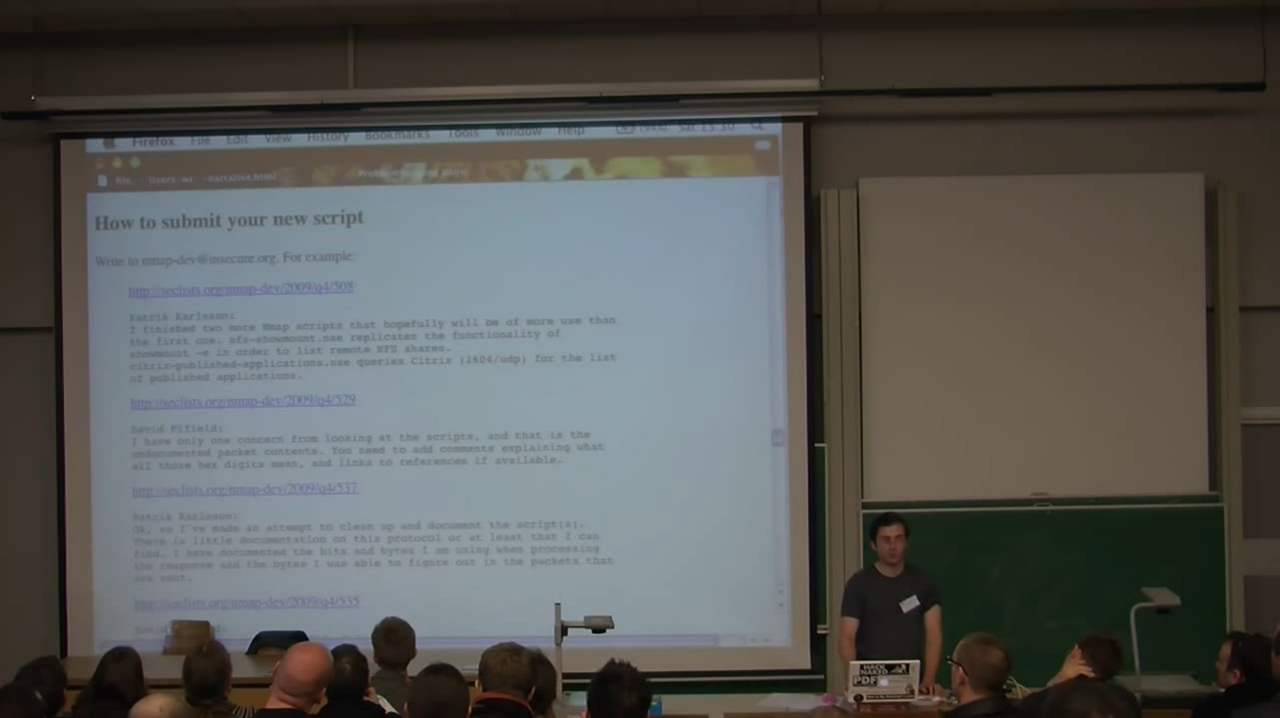 Firefox File Edit View History Bookmarks Tools Window Help Sat 15:30
How to submit your new script
Write to nmap-dev@insecure.org. For example:
http://seclists.org/nmap-dev/2009/q4/508
Patrik Karlsson:
I finished two more Nmap scripts that hopefully will be of more use than
the first one. nfs-showmount.nse replicates the functionality of
showmount -e in order to list remote NFS shares.
citrix-published-applications.nse queries Citrix (1604/udp) for the list
of published applications.
http://seclists.org/nmap-dev/2009/q4/529
David Fifield:
I have only one concern from looking at the scripts, and that is the
undocumented packet contents. You need to add comments explaining what
all those hex digits mean, and links to references if available.
http://seclists.org/nmap-dev/2009/q4/537
Patrik Karlsson:
Ok, so I've made an attempt to clean up and document the script(s).
There is little documentation on this protocol or at least that I can
find. I have documented the bits and bytes I am using when processing
the response and the bytes I was able to figure out in the packets that
are sent.
http://seclists.org/nmap-dev/2009/q4/535
HACK
NAKED
PDF